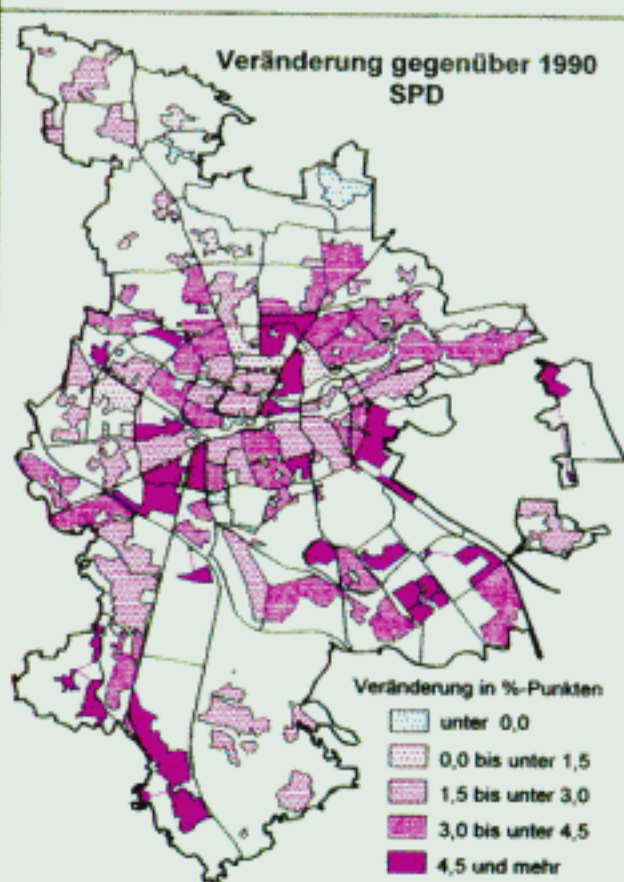 Veränderung gegenüber 1990
SPD
Veränderung in %-Punkten
unter 0,0
0,0 bis unter 1,5
1,5 bis unter 3,0
3,0 bis unter 4,5
4,5 und mehr